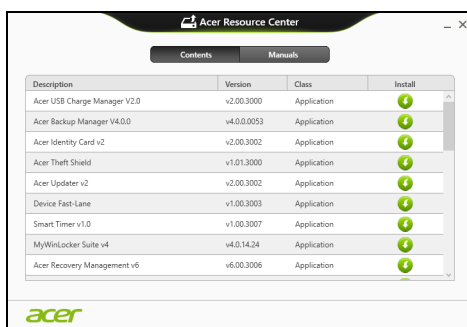 Acer Resource Center
Contents Manuals
Description Version Class Install
Acer USB Charge Manager V2.0 v2.00.3000 Application
Acer Backup Manager V4.0.0 v4.0.0.0053 Application
Acer Identity Card v2 v2.00.3002 Application
Acer Theft Shield v1.01.3000 Application
Acer Updater v2 v2.00.3002 Application
Device Fast-Lane v1.00.3003 Application
Smart Timer v1.0 v1.00.3007 Application
MyWinLocker Suite v4 v4.0.14.24 Application
Acer Recovery Management v6 v6.00.3006 Application
acer